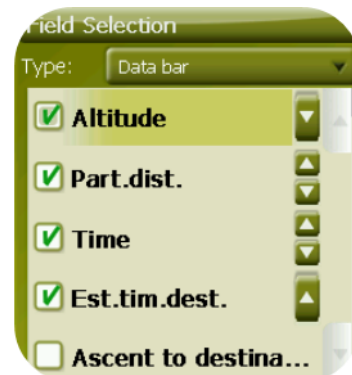 Field Selection
Type: Data bar
Altitude
Part.dist.
Time
Est.tim.dest.
Ascent to destina...